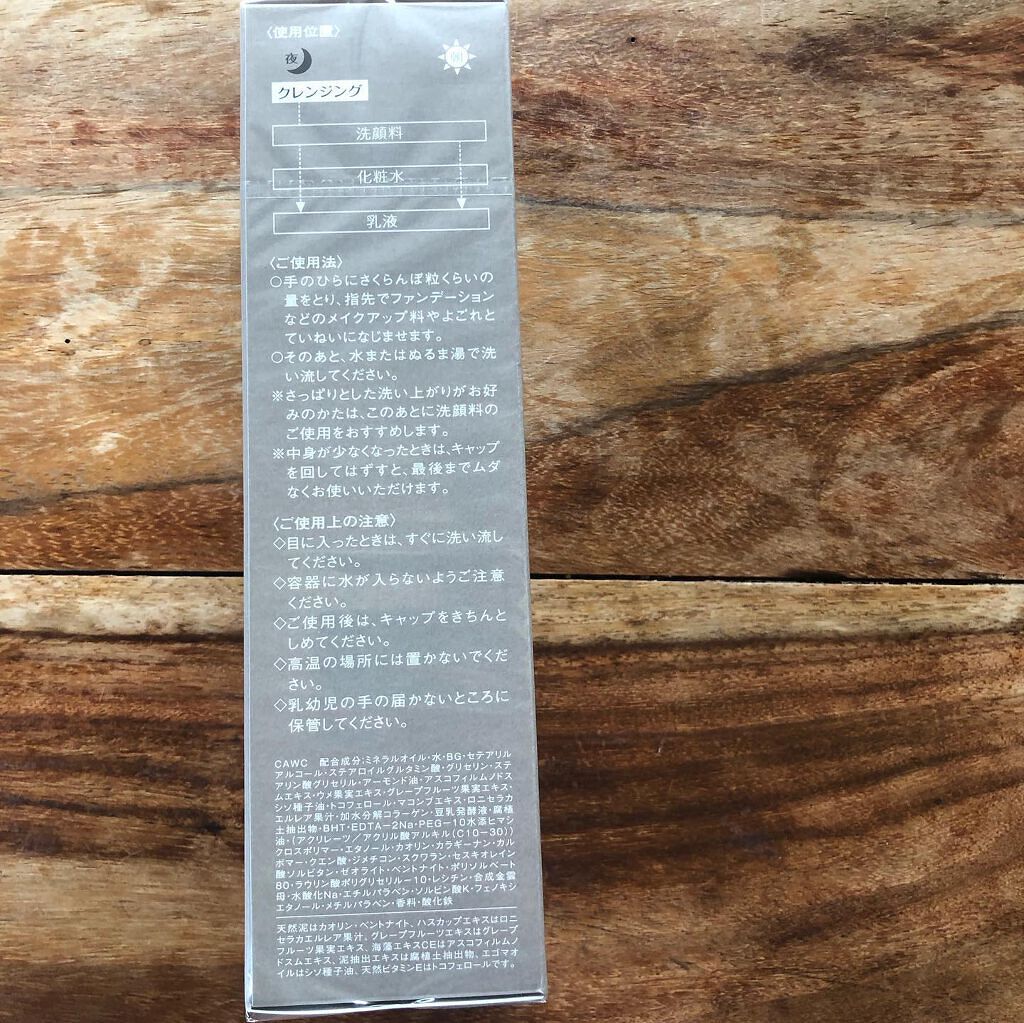 〈使用位置〉
夜
朝
クレンジング
洗顔料
化粧水
乳液
〈ご使用法〉
○手のひらにさくらんぼ粒くらいの
量をとり、指先でファンデーション
などのメイクアップ料やよごれと
ていねいになじませます。
○そのあと、水またはぬるま湯で洗
い流してください。
※さっぱりとした洗い上がりがお好
みのかたは、このあとに洗顔料の
ご使用をおすすめします。
※中身が少なくなったときは、キャップ
を回してはずすと、最後までムダ
なくお使いいただけます。
〈ご使用上の注意〉
◇目に入ったときは、すぐに洗い流し
てください。
◇容器に水が入らないようご注意
ください。
◇ご使用後は、キャップをきちんと
しめてください。
◇高温の場所には置かないでくだ
さい。
◇乳幼児の手の届かないところに
保管してください。
CAWC 配合成分:ミネラルオイル・水・BG・セテアリル
アルコール・ステアロイルグルタミン酸・グリセリン・ステ
アリン酸グリセリル・アーモンド油・アスコフィルムノドス
ムエキス・ウメ果実エキス・グレープフルーツ果実エキス・
シソ種子油・トコフェロール・マコンブエキス・ロニセラカ
エルレア果汁・加水分解コラーゲン・豆乳発酵液・腐植
土抽出物・BHT・EDTA-2Na・PEG-10水添ヒマシ
油・(アクリレーツ/アクリル酸アルキル(C10-30))
クロスポリマー・エタノール・カオリン・カラギーナン・カル
ボマー・クエン酸・ジメチコン・スクワラン・セスキオレイン
酸ソルビタン・ゼオライト・ベントナイト・ポリソルベート
80・ラウリン酸ポリグリセリル-10・レシチン・合成金雲
母・水酸化Na・エチルパラベン・ソルビン酸K・フェノキシ
エタノール・メチルパラベン・香料・酸化鉄
天然泥はカオリン・ベントナイト、ハスカップエキスはロニ
セラカエルレア果汁、グレープフルーツエキスはグレープ
フルーツ果実エキス、海藻エキスCEはアスコフィルムノ
ドスムエキス、泥抽出エキスは腐植土抽出物、エゴマオ
イルはシソ種子油、天然ビタミンEはトコフェロールです。